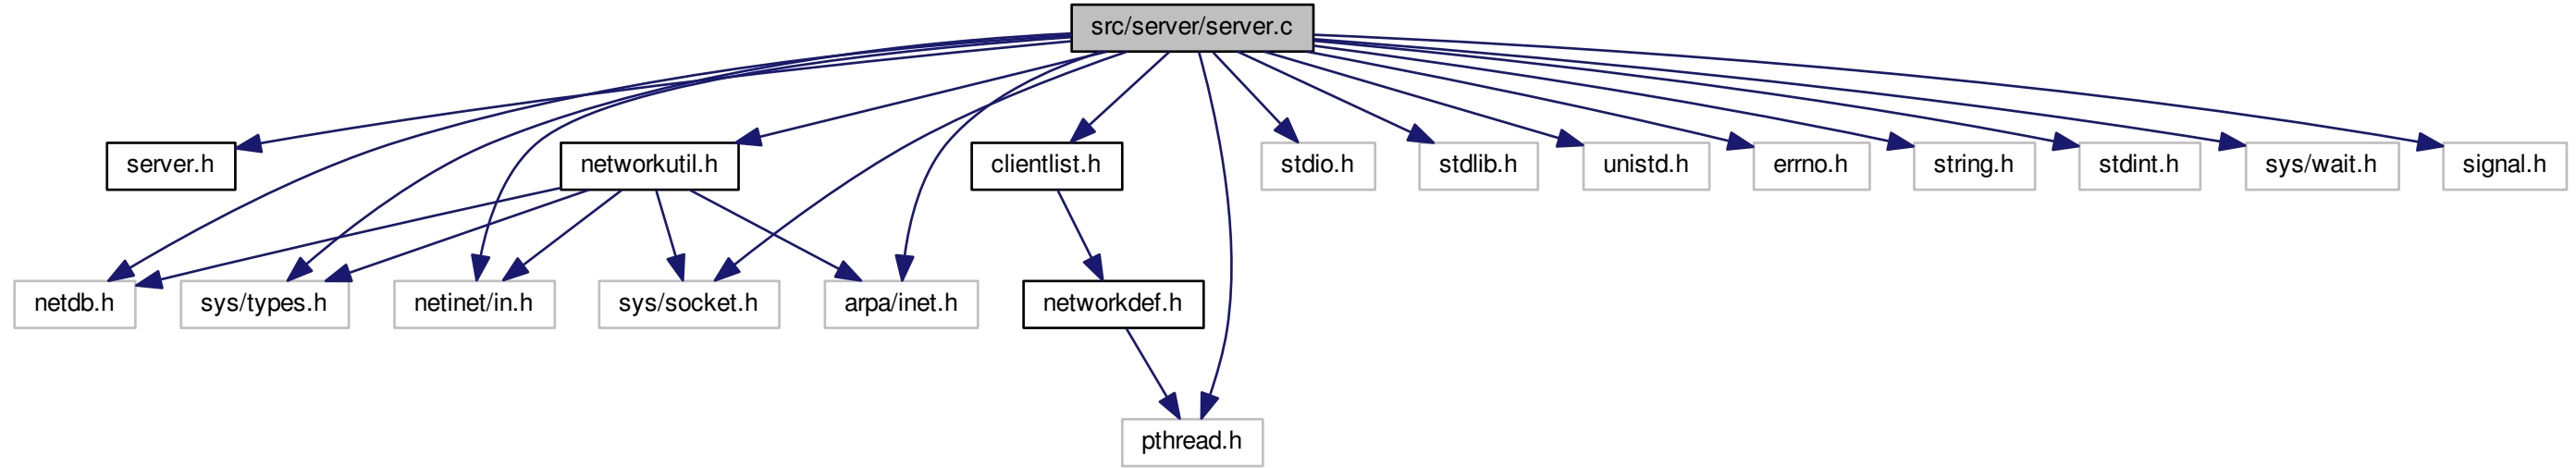 src/server/server.c
server.h
networkutil.h
clientlist.h
stdio.h
stdlib.h
unistd.h
errno.h
string.h
stdint.h
sys/wait.h
signal.h
netdb.h
sys/types.h
netinet/in.h
sys/socket.h
arpa/inet.h
networkdef.h
pthread.h